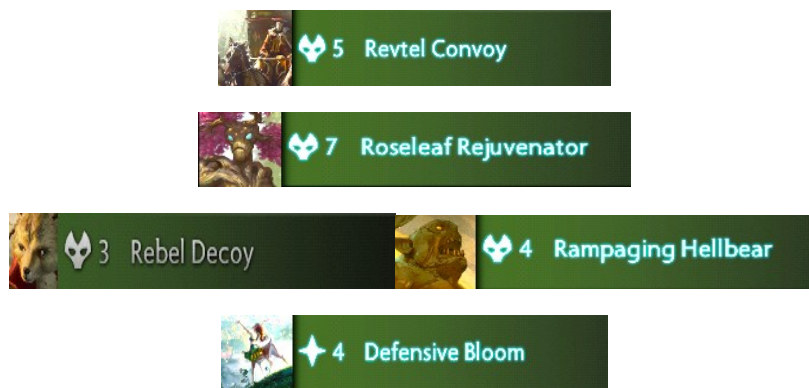 5 Revtel Convoy
7 Roseleaf Rejuvenator
3 Rebel Decoy 4 Rampaging Hellbear
4 Defensive Bloom